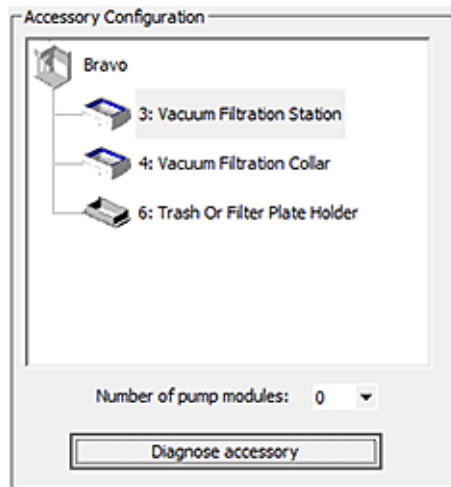 Accessory Configuration
Bravo
3: Vacuum Filtration Station
4: Vacuum Filtration Collar
6: Trash Or Filter Plate Holder
Number of pump modules: 0
Diagnose accessory